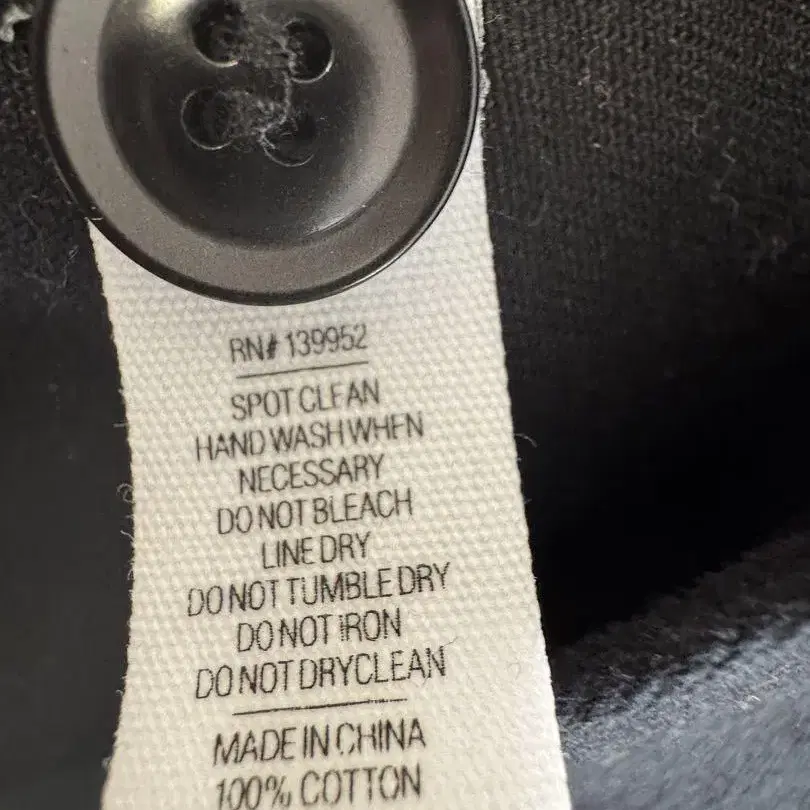 RN# 139952
SPOT CLEAN
HAND WASH WHEN
NECESSARY
DO NOT BLEACH
LINE DRY
DO NOT TUMBLE DRY
DO NOT IRON
DO NOT DRYCLEAN
MADE IN CHINA
100% COTTON